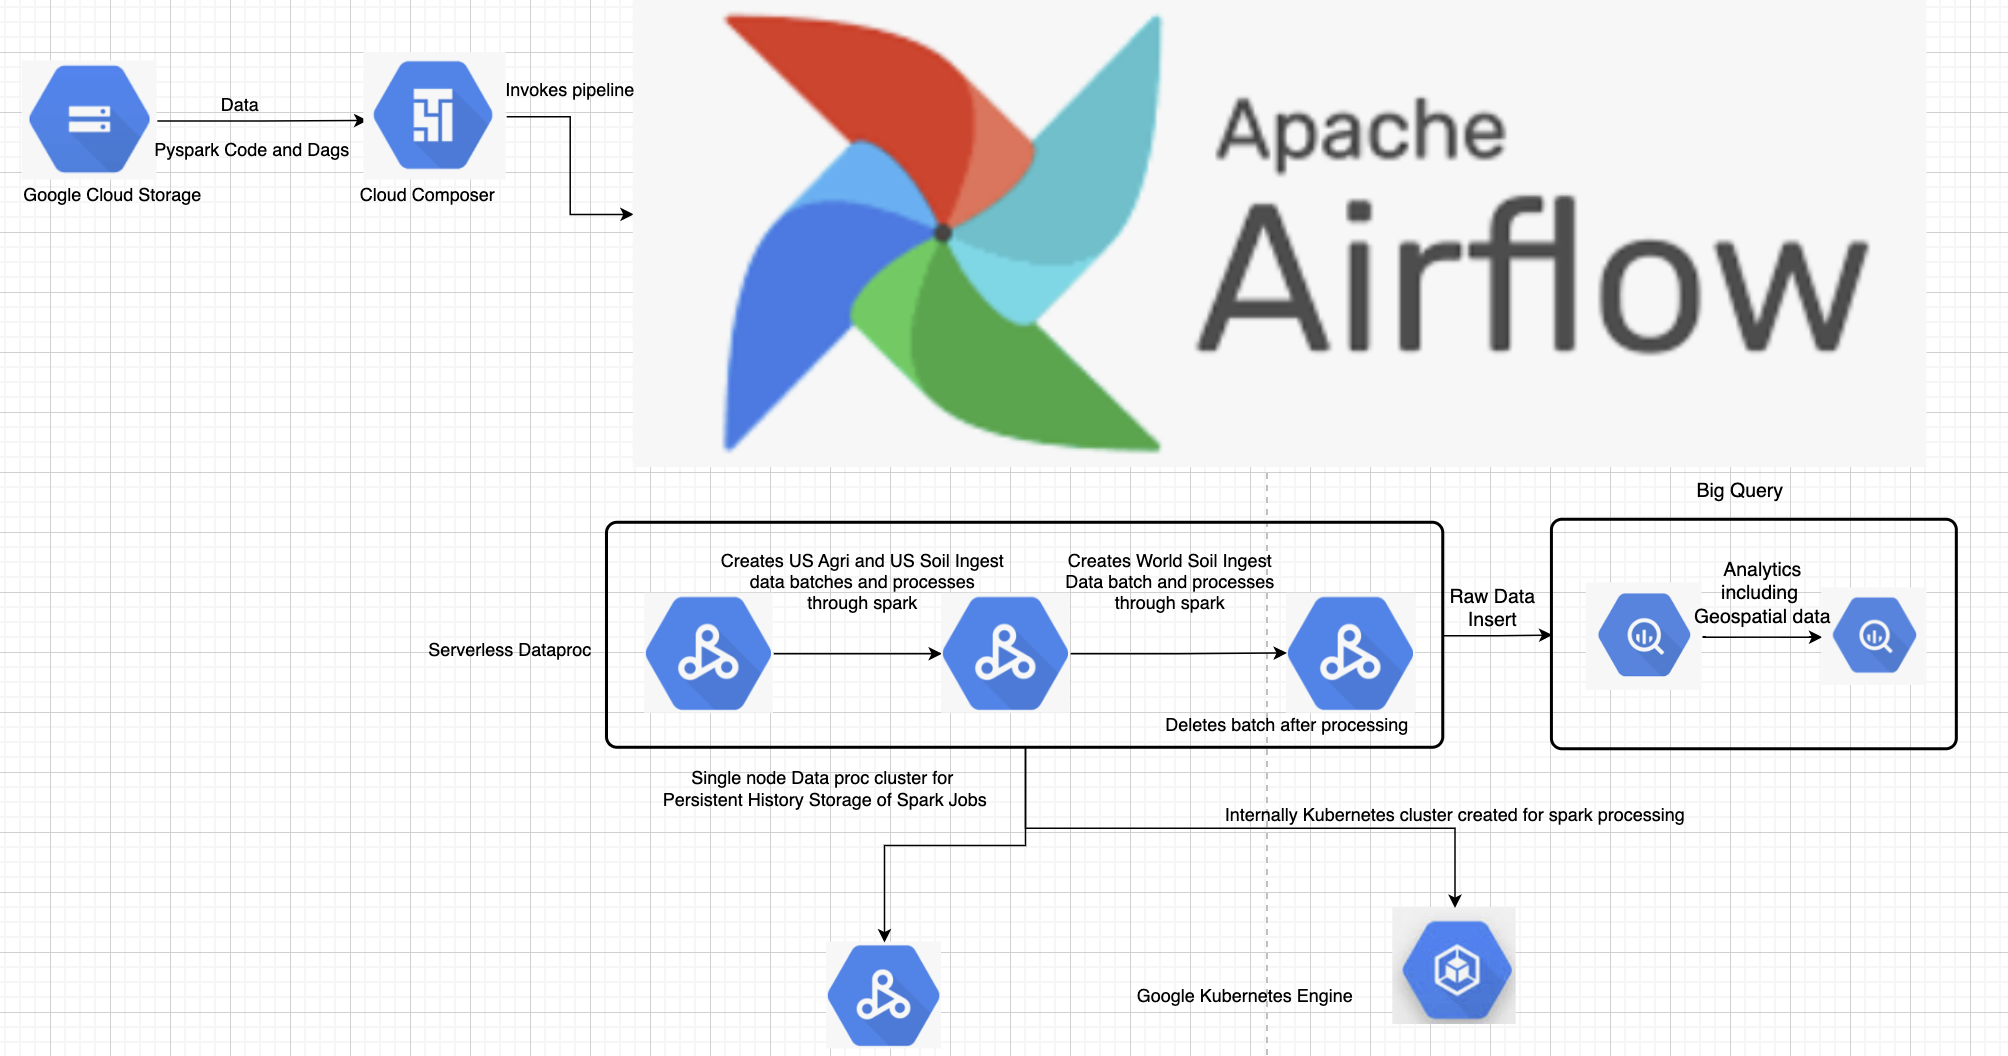 Data
Pyspark Code and Dags
Google Cloud Storage
Cloud Composer
Invokes pipeline
Apache
Airflow
Big Query
Serverless Dataproc
Creates US Agri and US Soil Ingest
data batches and processes
through spark
Creates World Soil Ingest
Data batch and processes
through spark
Deletes batch after processing
Raw Data
Insert
Analytics
including
Geospatial data
Single node Data proc cluster for
Persistent History Storage of Spark Jobs
Internally Kubernetes cluster created for spark processing
Google Kubernetes Engine